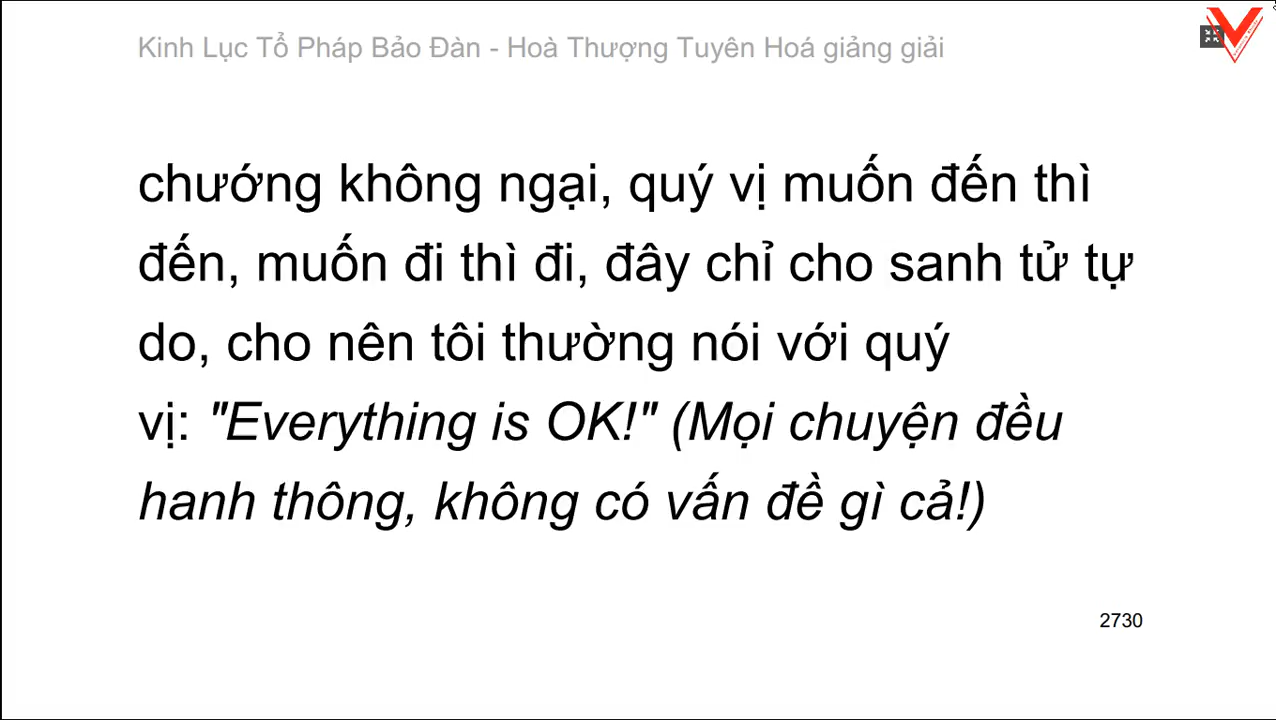 Kinh Lục Tổ Pháp Bảo Đàn - Hoà Thượng Tuyên Hoá giảng giải
chướng không ngại, quý vị muốn đến thì
đến, muốn đi thì đi, đây chỉ cho sanh tử tự
do, cho nên tôi thường nói với quý
vị: "Everything is OK!" (Mọi chuyện đều
hanh thông, không có vấn đề gì cả!)
2730